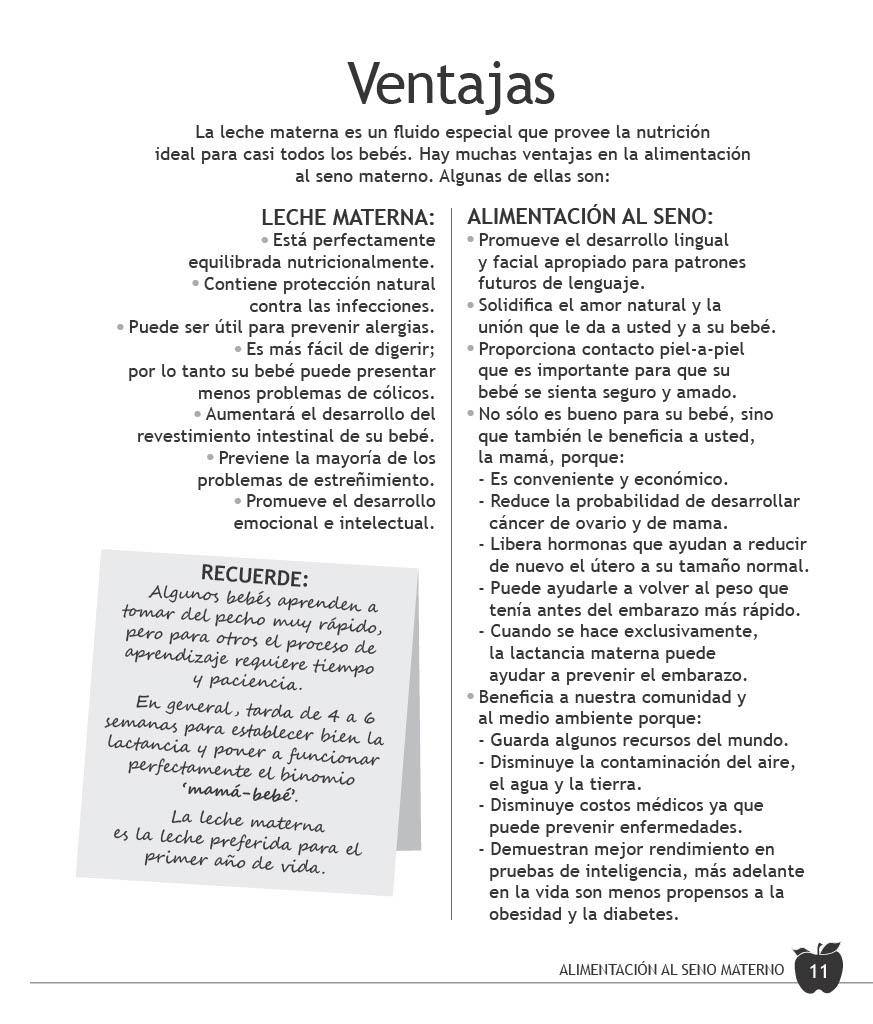 Ventajas
La leche materna es un fluido especial que provee la nutrición
ideal para casi todos los bebés. Hay muchas ventajas en la alimentación
al seno materno. Algunas de ellas son:
LECHE MATERNA:
• Está perfectamente
equilibrada nutricionalmente.
• Contiene protección natural
contra las infecciones.
• Puede ser útil para prevenir alergias.
• Es más fácil de digerir;
por lo tanto su bebé puede presentar
menos problemas de cólicos.
• Aumentará el desarrollo del
revestimiento intestinal de su bebé.
• Previene la mayoría de los
problemas de estreñimiento.
• Promueve el desarrollo
emocional e intelectual.
RECUERDE:
Algunos bebés aprenden a
tomar del pecho muy rápido,
pero para otros el proceso de
aprendizaje requiere tiempo
y paciencia.
En general, tarda de 4 a 6
semanas para establecer bien la
lactancia y poner a funcionar
perfectamente el binomio
‘mamá-bebé’.
La leche materna
es la leche preferida para el
primer año de vida.
ALIMENTACIÓN AL SENO:
• Promueve el desarrollo lingual
y facial apropiado para patrones
futuros de lenguaje.
• Solidifica el amor natural y la
unión que le da a usted y a su bebé.
• Proporciona contacto piel-a-piel
que es importante para que su
bebé se sienta seguro y amado.
• No sólo es bueno para su bebé, sino
que también le beneficia a usted,
la mamá, porque:
- Es conveniente y económico.
- Reduce la probabilidad de desarrollar
cáncer de ovario y de mama.
- Libera hormonas que ayudan a reducir
de nuevo el útero a su tamaño normal.
- Puede ayudarle a volver al peso que
tenía antes del embarazo más rápido.
- Cuando se hace exclusivamente,
la lactancia materna puede
ayudar a prevenir el embarazo.
• Beneficia a nuestra comunidad y
al medio ambiente porque:
- Guarda algunos recursos del mundo.
- Disminuye la contaminación del aire,
el agua y la tierra.
- Disminuye costos médicos ya que
puede prevenir enfermedades.
- Demuestran mejor rendimiento en
pruebas de inteligencia, más adelante
en la vida son menos propensos a la
obesidad y la diabetes.
ALIMENTACIÓN AL SENO MATERNO 11